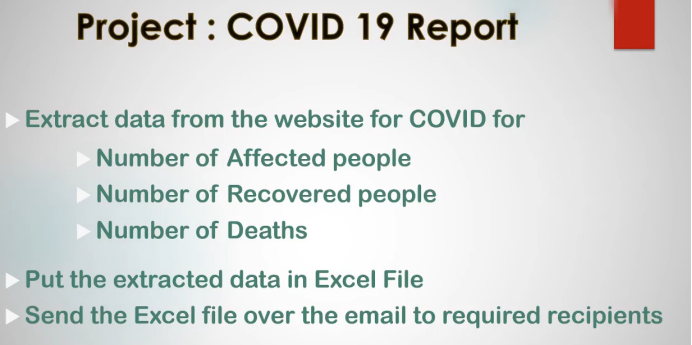 Project : COVID 19 Report
Extract data from the website for COVID for
Number of Affected people
Number of Recovered people
Number of Deaths
Put the extracted data in Excel File
Send the Excel file over the email to required recipients